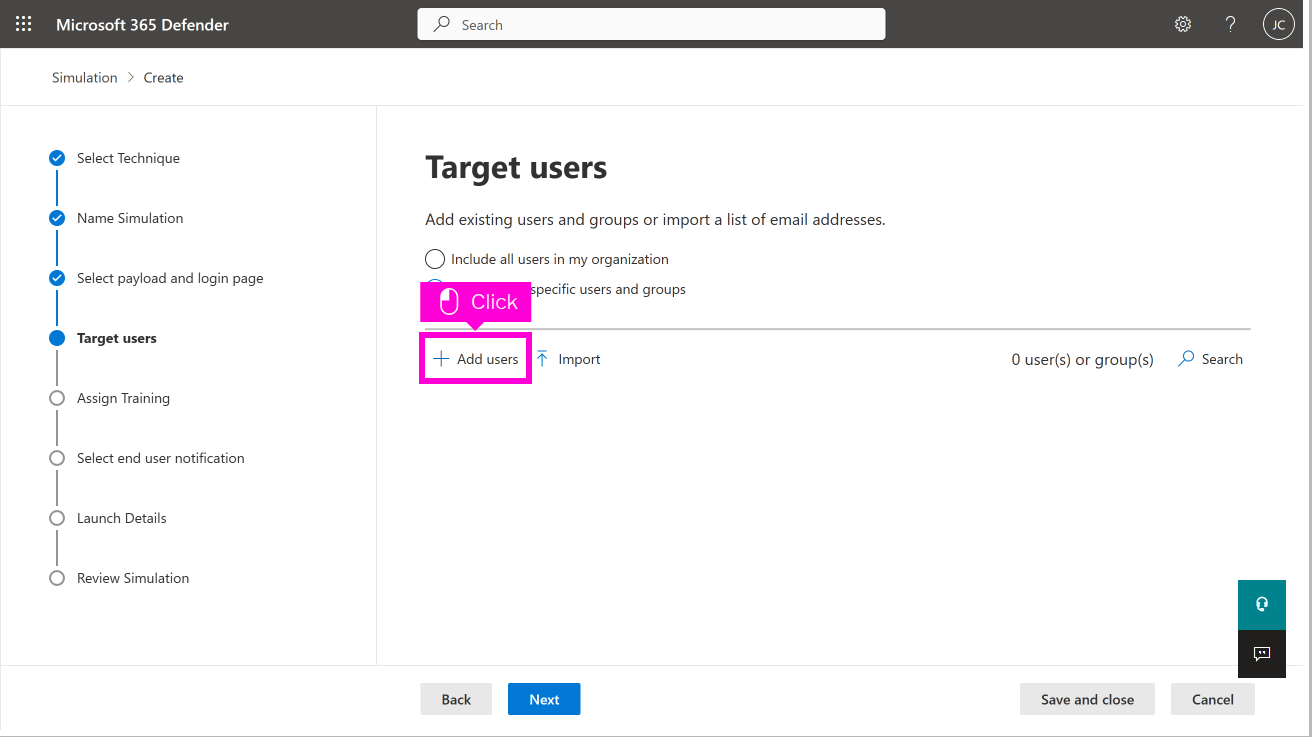 Microsoft 365 Defender
Search
?
JC
Simulation > Create
Select Technique
Name Simulation
Select payload and login page
Target users
Assign Training
Select end user notification
Launch Details
Review Simulation
Target users
Add existing users and groups or import a list of email addresses.
Include all users in my organization
specific users and groups
Click
Add users
Import
0 user(s) or group(s)
Search
Back
Next
Save and close
Cancel